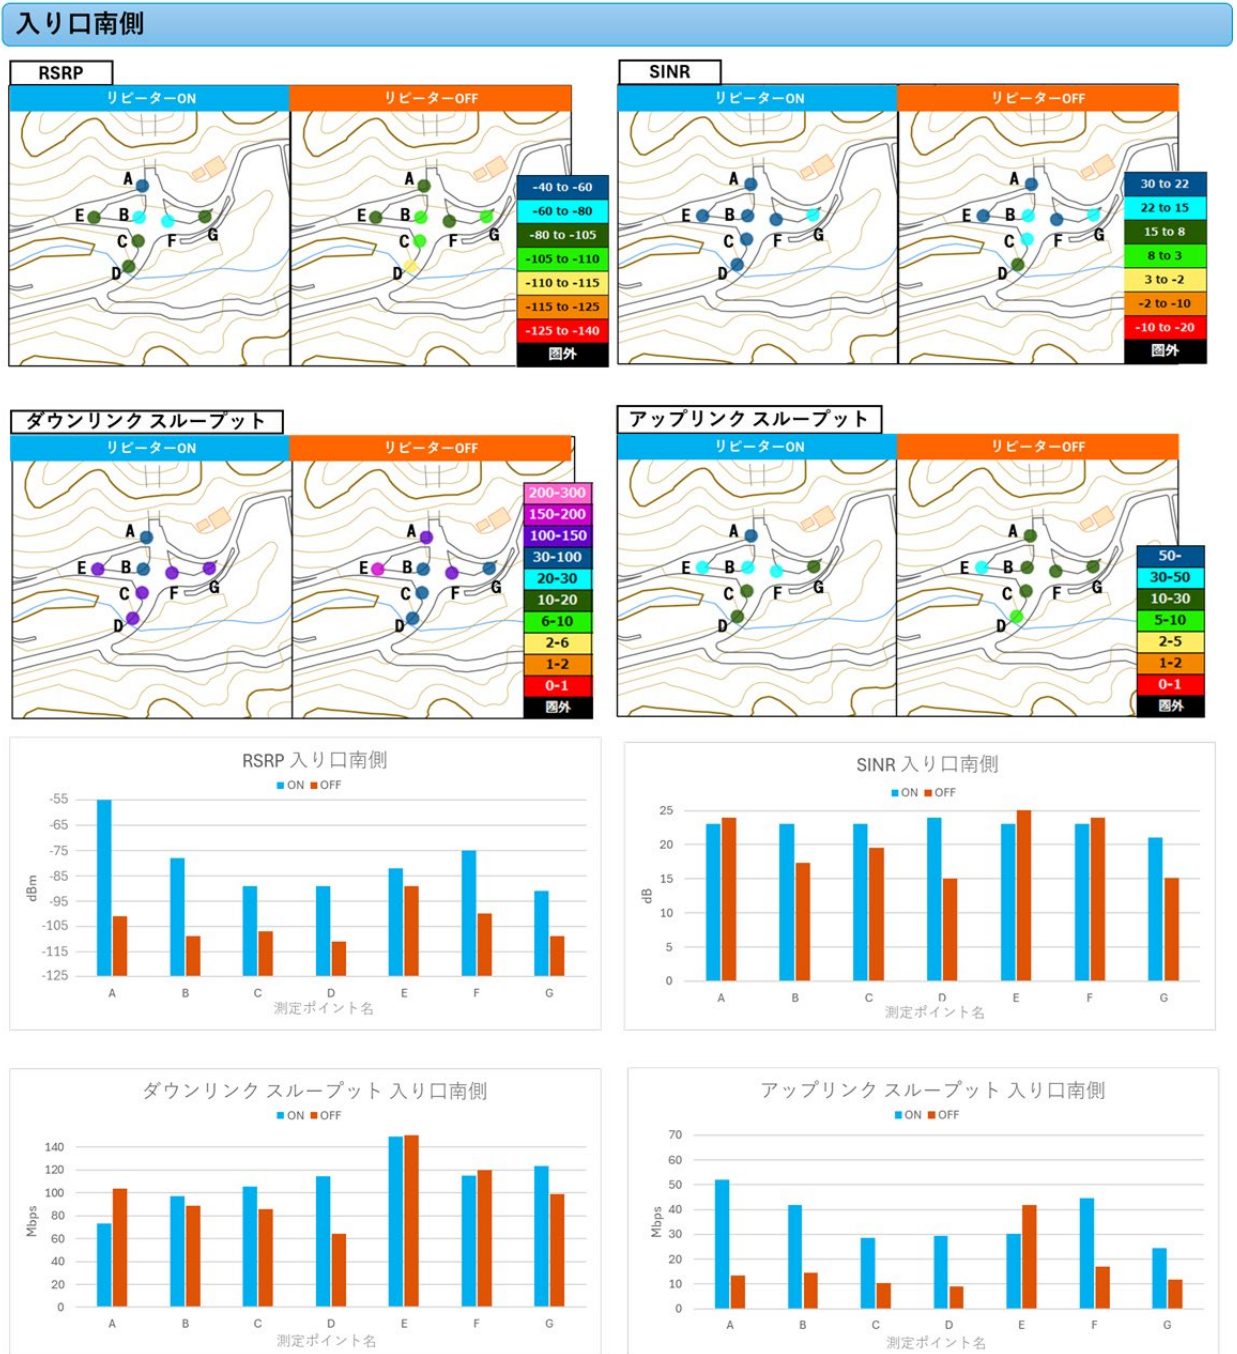 入り口南側
RSRP
リピーターON
リピーターOFF
A
E
B
C
F
G
D
A
E
B
C
F
G
D
-40 to -60
-60 to -80
-80 to -105
-105 to -110
-110 to -115
-115 to -125
-125 to -140
圏外
SINR
リピーターON
リピーターOFF
A
E
B
C
F
G
D
A
E
B
C
F
G
D
30 to 22
22 to 15
15 to 8
8 to 3
3 to -2
-2 to -10
-10 to -20
圏外
ダウンリンク スループット
リピーターON
リピーターOFF
A
E
B
C
F
G
D
A
E
B
C
F
G
D
200-300
150-200
100-150
30-100
20-30
10-20
6-10
2-6
1-2
0-1
圏外
アップリンク スループット
リピーターON
リピーターOFF
A
E
B
C
F
G
D
A
E
B
C
F
G
D
50-
30-50
10-30
5-10
2-5
1-2
0-1
圏外
RSRP 入り口南側
ON OFF
-55
-65
-75
-85
-95
-105
-115
-125
dBm
A B C D E F G
測定ポイント名
SINR 入り口南側
ON OFF
25
20
15
10
5
0
dB
A B C D E F G
測定ポイント名
ダウンリンク スループット 入り口南側
ON OFF
140
120
100
80
60
40
20
0
Mbps
A B C D E F G
測定ポイント名
アップリンク スループット 入り口南側
ON OFF
70
60
50
40
30
20
10
0
Mbps
A B C D E F G
測定ポイント名